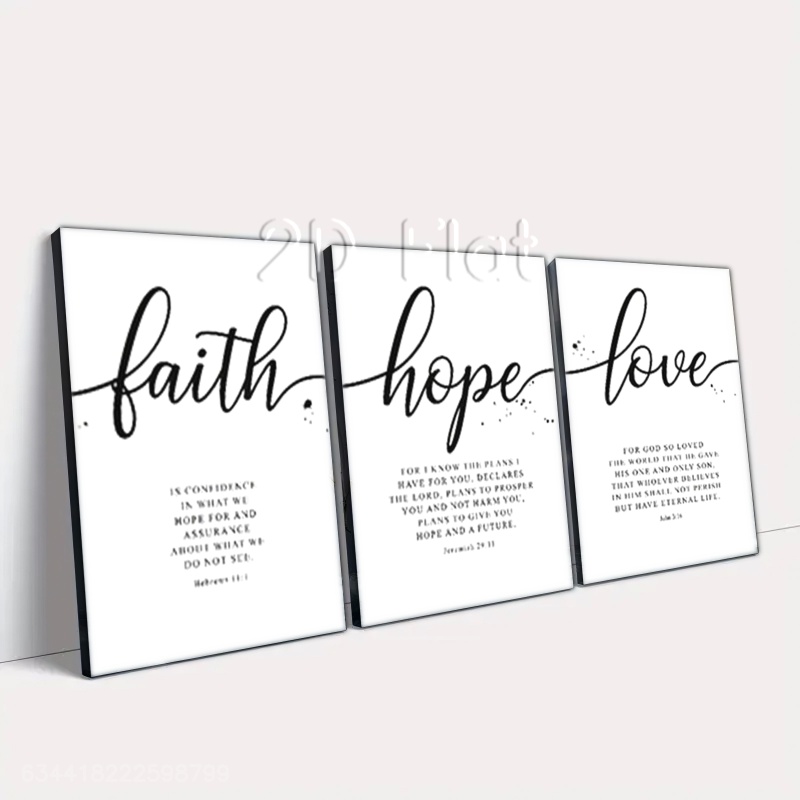 2D Flat
faith.
IS CONFIDENCE
IN WHAT WE
HOPE FOR AND
ASSURANCE
ABOUT WHAT WE
DO NOT SEE.
Hebrews 11:1
hope
FOR I KNOW THE PLANS I
HAVE FOR YOU, DECLARES
THE LORD, PLANS TO PROSPER
YOU AND NOT HARM YOU,
PLANS TO GIVE YOU
HOPE AND A FUTURE.
Jeremiah 29:11
love
FOR GOD SO LOVED
THE WORLD THAT HE GAVE
HIS ONE AND ONLY SON,
THAT WHOEVER BELIEVES
IN HIM SHALL NOT PERISH
BUT HAVE ETERNAL LIFE.
John 3:16
634418222598799